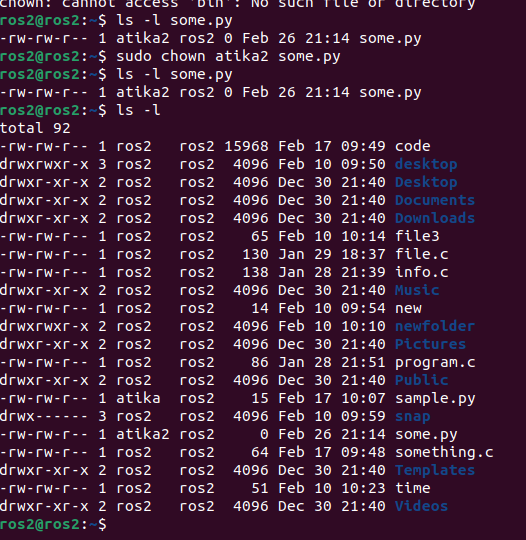 chown: cannot access 'bin': No such file or directory
ros2@ros2:~$ ls -l some.py
-rw-rw-r-- 1 atika2 ros2 0 Feb 26 21:14 some.py
ros2@ros2:~$ sudo chown atika2 some.py
ros2@ros2:~$ ls -l some.py
-rw-rw-r-- 1 atika2 ros2 0 Feb 26 21:14 some.py
ros2@ros2:~$ ls -l
total 92
-rw-rw-r-- 1 ros2   ros2 15968 Feb 17 09:49 code
drwxrwxr-x 3 ros2   ros2  4096 Feb 10 09:50 desktop
drwxr-xr-x 2 ros2   ros2  4096 Dec 30 21:40 Desktop
drwxr-xr-x 2 ros2   ros2  4096 Dec 30 21:40 Documents
drwxr-xr-x 2 ros2   ros2  4096 Dec 30 21:40 Downloads
-rw-rw-r-- 1 ros2   ros2    65 Feb 10 10:14 file3
-rw-rw-r-- 1 ros2   ros2   130 Jan 29 18:37 file.c
-rw-rw-r-- 1 ros2   ros2   138 Jan 28 21:39 info.c
drwxr-xr-x 2 ros2   ros2  4096 Dec 30 21:40 Music
-rw-rw-r-- 1 ros2   ros2    14 Feb 10 09:54 new
drwxrwxr-x 2 ros2   ros2  4096 Feb 10 10:10 newfolder
drwxr-xr-x 2 ros2   ros2  4096 Dec 30 21:40 Pictures
-rw-rw-r-- 1 ros2   ros2    86 Jan 28 21:51 program.c
drwxr-xr-x 2 ros2   ros2  4096 Dec 30 21:40 Public
-rw-rw-r-- 1 atika  ros2    15 Feb 17 10:07 sample.py
drwx------ 3 ros2   ros2  4096 Feb 10 09:59 snap
-rw-rw-r-- 1 atika2 ros2     0 Feb 26 21:14 some.py
-rw-rw-r-- 1 ros2   ros2    64 Feb 17 09:48 something.c
drwxr-xr-x 2 ros2   ros2  4096 Dec 30 21:40 Templates
-rw-rw-r-- 1 ros2   ros2    51 Feb 10 10:23 time
drwxr-xr-x 2 ros2   ros2  4096 Dec 30 21:40 Videos
ros2@ros2:~$